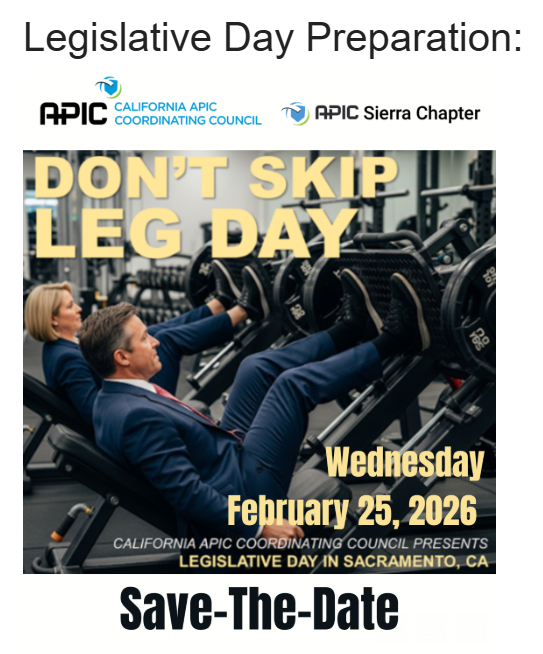 Legislative Day Preparation:
APIC CALIFORNIA APIC
COORDINATING COUNCIL
APIC Sierra Chapter
DON'T SKIP
LEG DAY
Wednesday
February 25, 2026
CALIFORNIA APIC COORDINATING COUNCIL PRESENTS
LEGISLATIVE DAY IN SACRAMENTO, CA
Save-The-Date